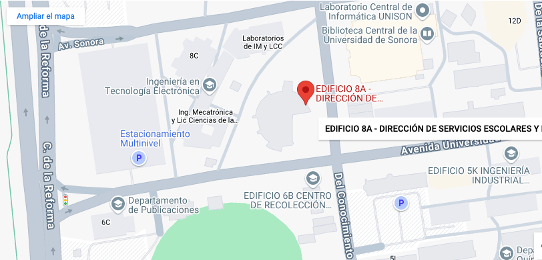 Ampliar el mapa
Laboratorio Central de
Informática UNISON
12D
Biblioteca Central de la
Universidad de Sonora
Av. Sonora
Laboratorios
de IM y LCC
8C
C. de la Reforma
Ingeniería en
Tecnología Electrónica
EDIFICIO 8A -
DIRECCIÓN DE...
Ing. Mecatrónica
y Lic Ciencias de la...
EDIFICIO 8A - DIRECCIÓN DE SERVICIOS ESCOLARES Y
Estacionamiento
Multinivel
P
Avenida Universidad
C. de la Reforma
EDIFICIO 5K INGENIERÍA
INDUSTRIAL...
EDIFICIO 6B CENTRO
DE RECOLECCIÓN...
Departamento
de Publicaciones
P
6C
Del Conocimiento